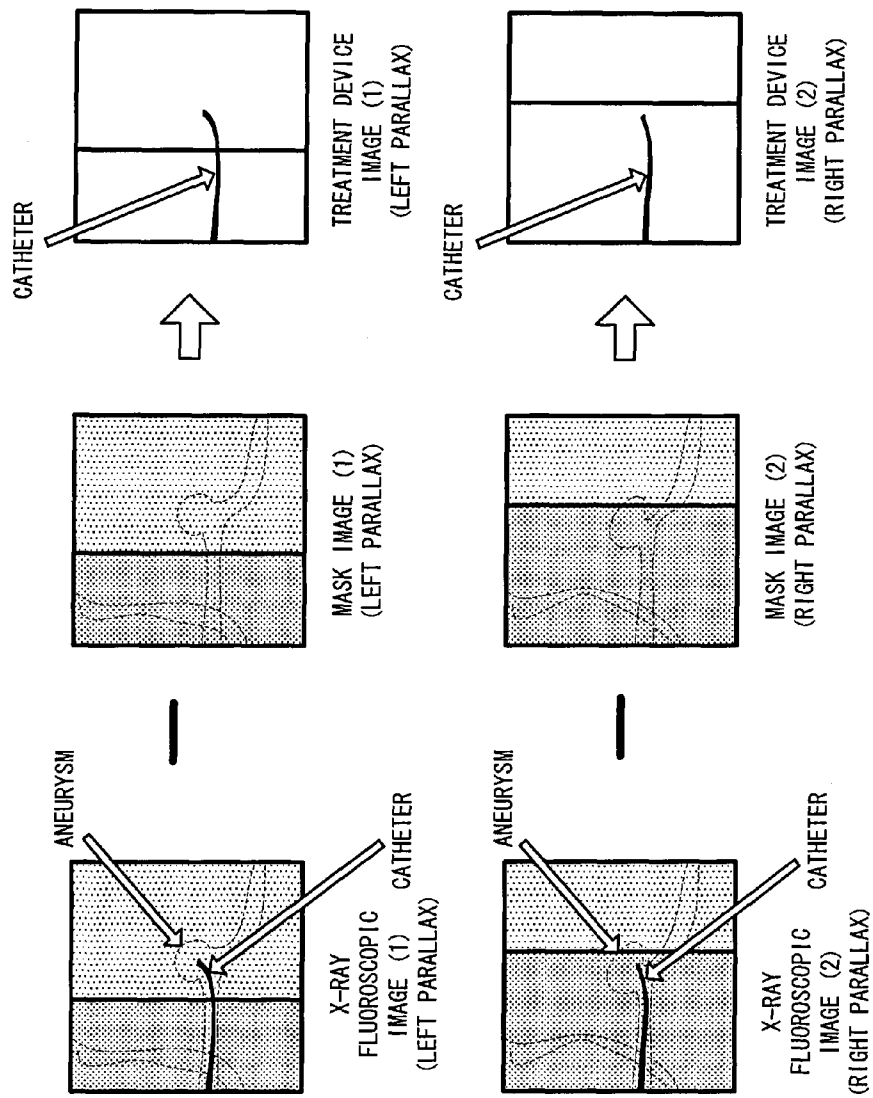 CATHETER
ANEURYSM
X-RAY
FLUOROSCOPIC
IMAGE (1)
(LEFT PARALLAX)
CATHETER
MASK IMAGE (1)
(LEFT PARALLAX)
TREATMENT DEVICE
IMAGE (1)
(LEFT PARALLAX)
CATHETER
ANEURYSM
X-RAY
FLUOROSCOPIC
IMAGE (2)
(RIGHT PARALLAX)
CATHETER
MASK IMAGE (2)
(RIGHT PARALLAX)
TREATMENT DEVICE
IMAGE (2)
(RIGHT PARALLAX)